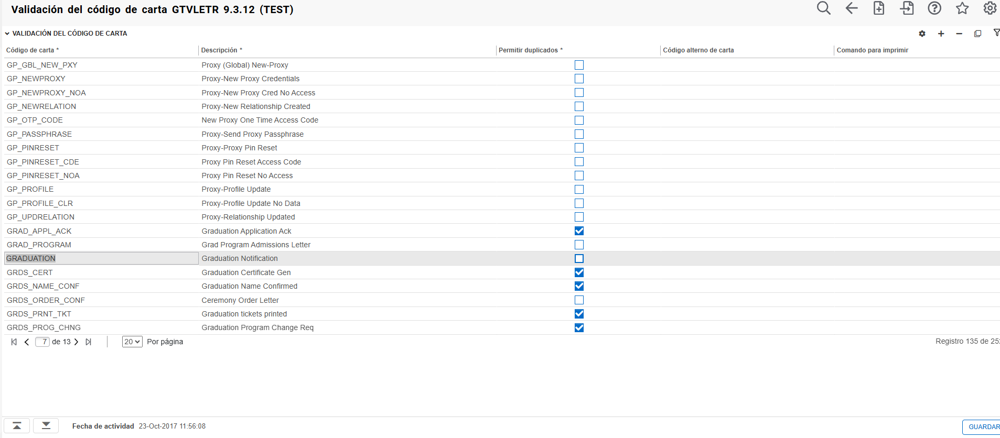 Validación del código de carta GTVLETR 9.3.12 (TEST)
VALIDACIÓN DEL CÓDIGO DE CARTA
Código de carta * Descripción * Permitir duplicados * Código alterno de carta Comando para imprimir
GP_GBL_NEW_PXY Proxy (Global) New-Proxy
GP_NEWPROXY Proxy-New Proxy Credentials
GP_NEWPROXY_NOA Proxy-New Proxy Cred No Access
GP_NEWRELATION Proxy-New Relationship Created
GP_OTP_CODE New Proxy One Time Access Code
GP_PASSPHRASE Proxy-Send Proxy Passphrase
GP_PINRESET Proxy-Proxy Pin Reset
GP_PINRESET_CDE Proxy Pin Reset Access Code
GP_PINRESET_NOA Proxy Pin Reset No Access
GP_PROFILE Proxy-Profile Update
GP_PROFILE_CLR Proxy-Profile Update No Data
GP_UPDRELATION Proxy-Relationship Updated
GRAD_APPL_ACK Graduation Application Ack
GRAD_PROGRAM Grad Program Admissions Letter
GRADUATION Graduation Notification
GRDS_CERT Graduation Certificate Gen
GRDS_NAME_CONF Graduation Name Confirmed
GRDS_ORDER_CONF Ceremony Order Letter
GRDS_PRNT_TKT Graduation tickets printed
GRDS_PROG_CHNG Graduation Program Change Req
7 de 13 20 Por página Registro 135 de
Fecha de actividad 23-Oct-2017 11:56:08 GUARDAR